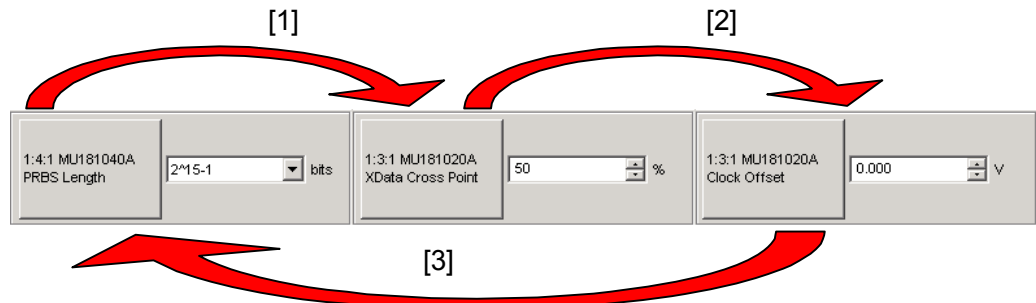 [1]
[2]
1:4:1 MU181040A
PRBS Length
2^15-1
bits
1:3:1 MU181020A
XData Cross Point
50
%
1:3:1 MU181020A
Clock Offset
0.000
V
[3]